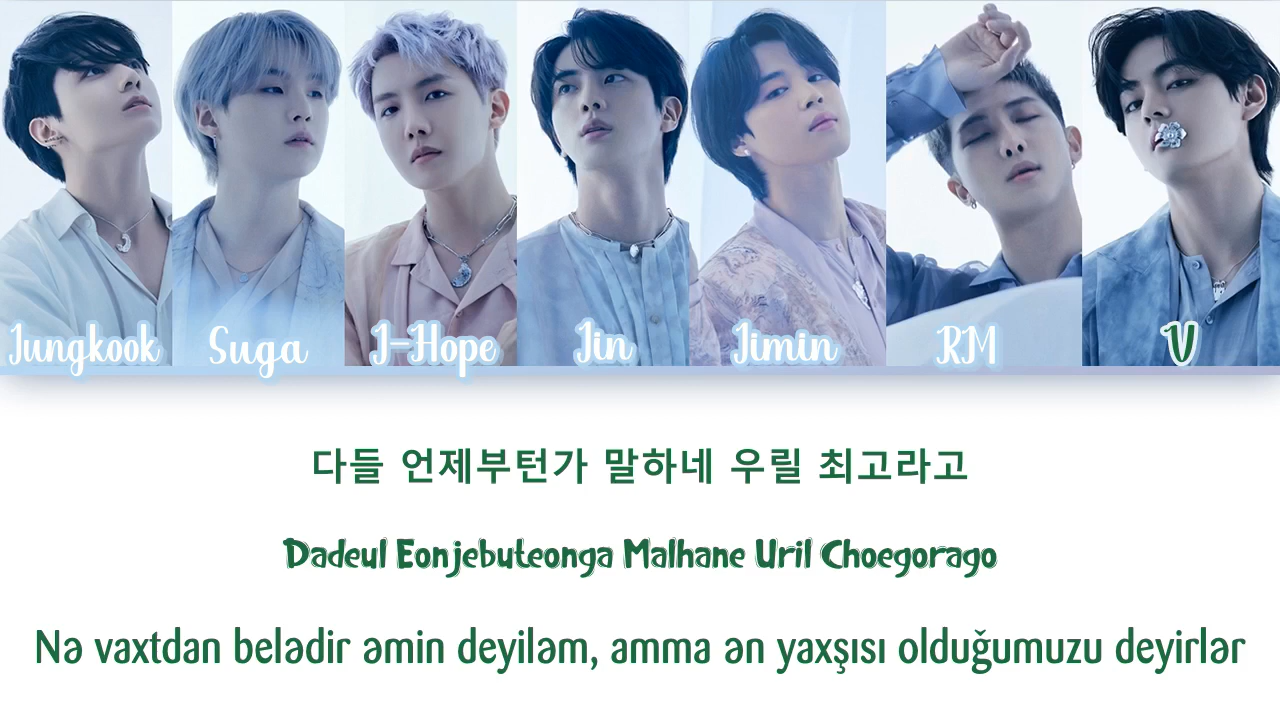 Jungkook
Suga
J-Hope
Jin
Jimin
RM
V
다들 언제부턴가 말하네 우릴 최고라고
Dadeul Eonjebuteonga Malhane Uril Choegorago
Nə vaxtdan belədir əmin deyiləm, amma ən yaxşısı olduğumuzu deyirlər